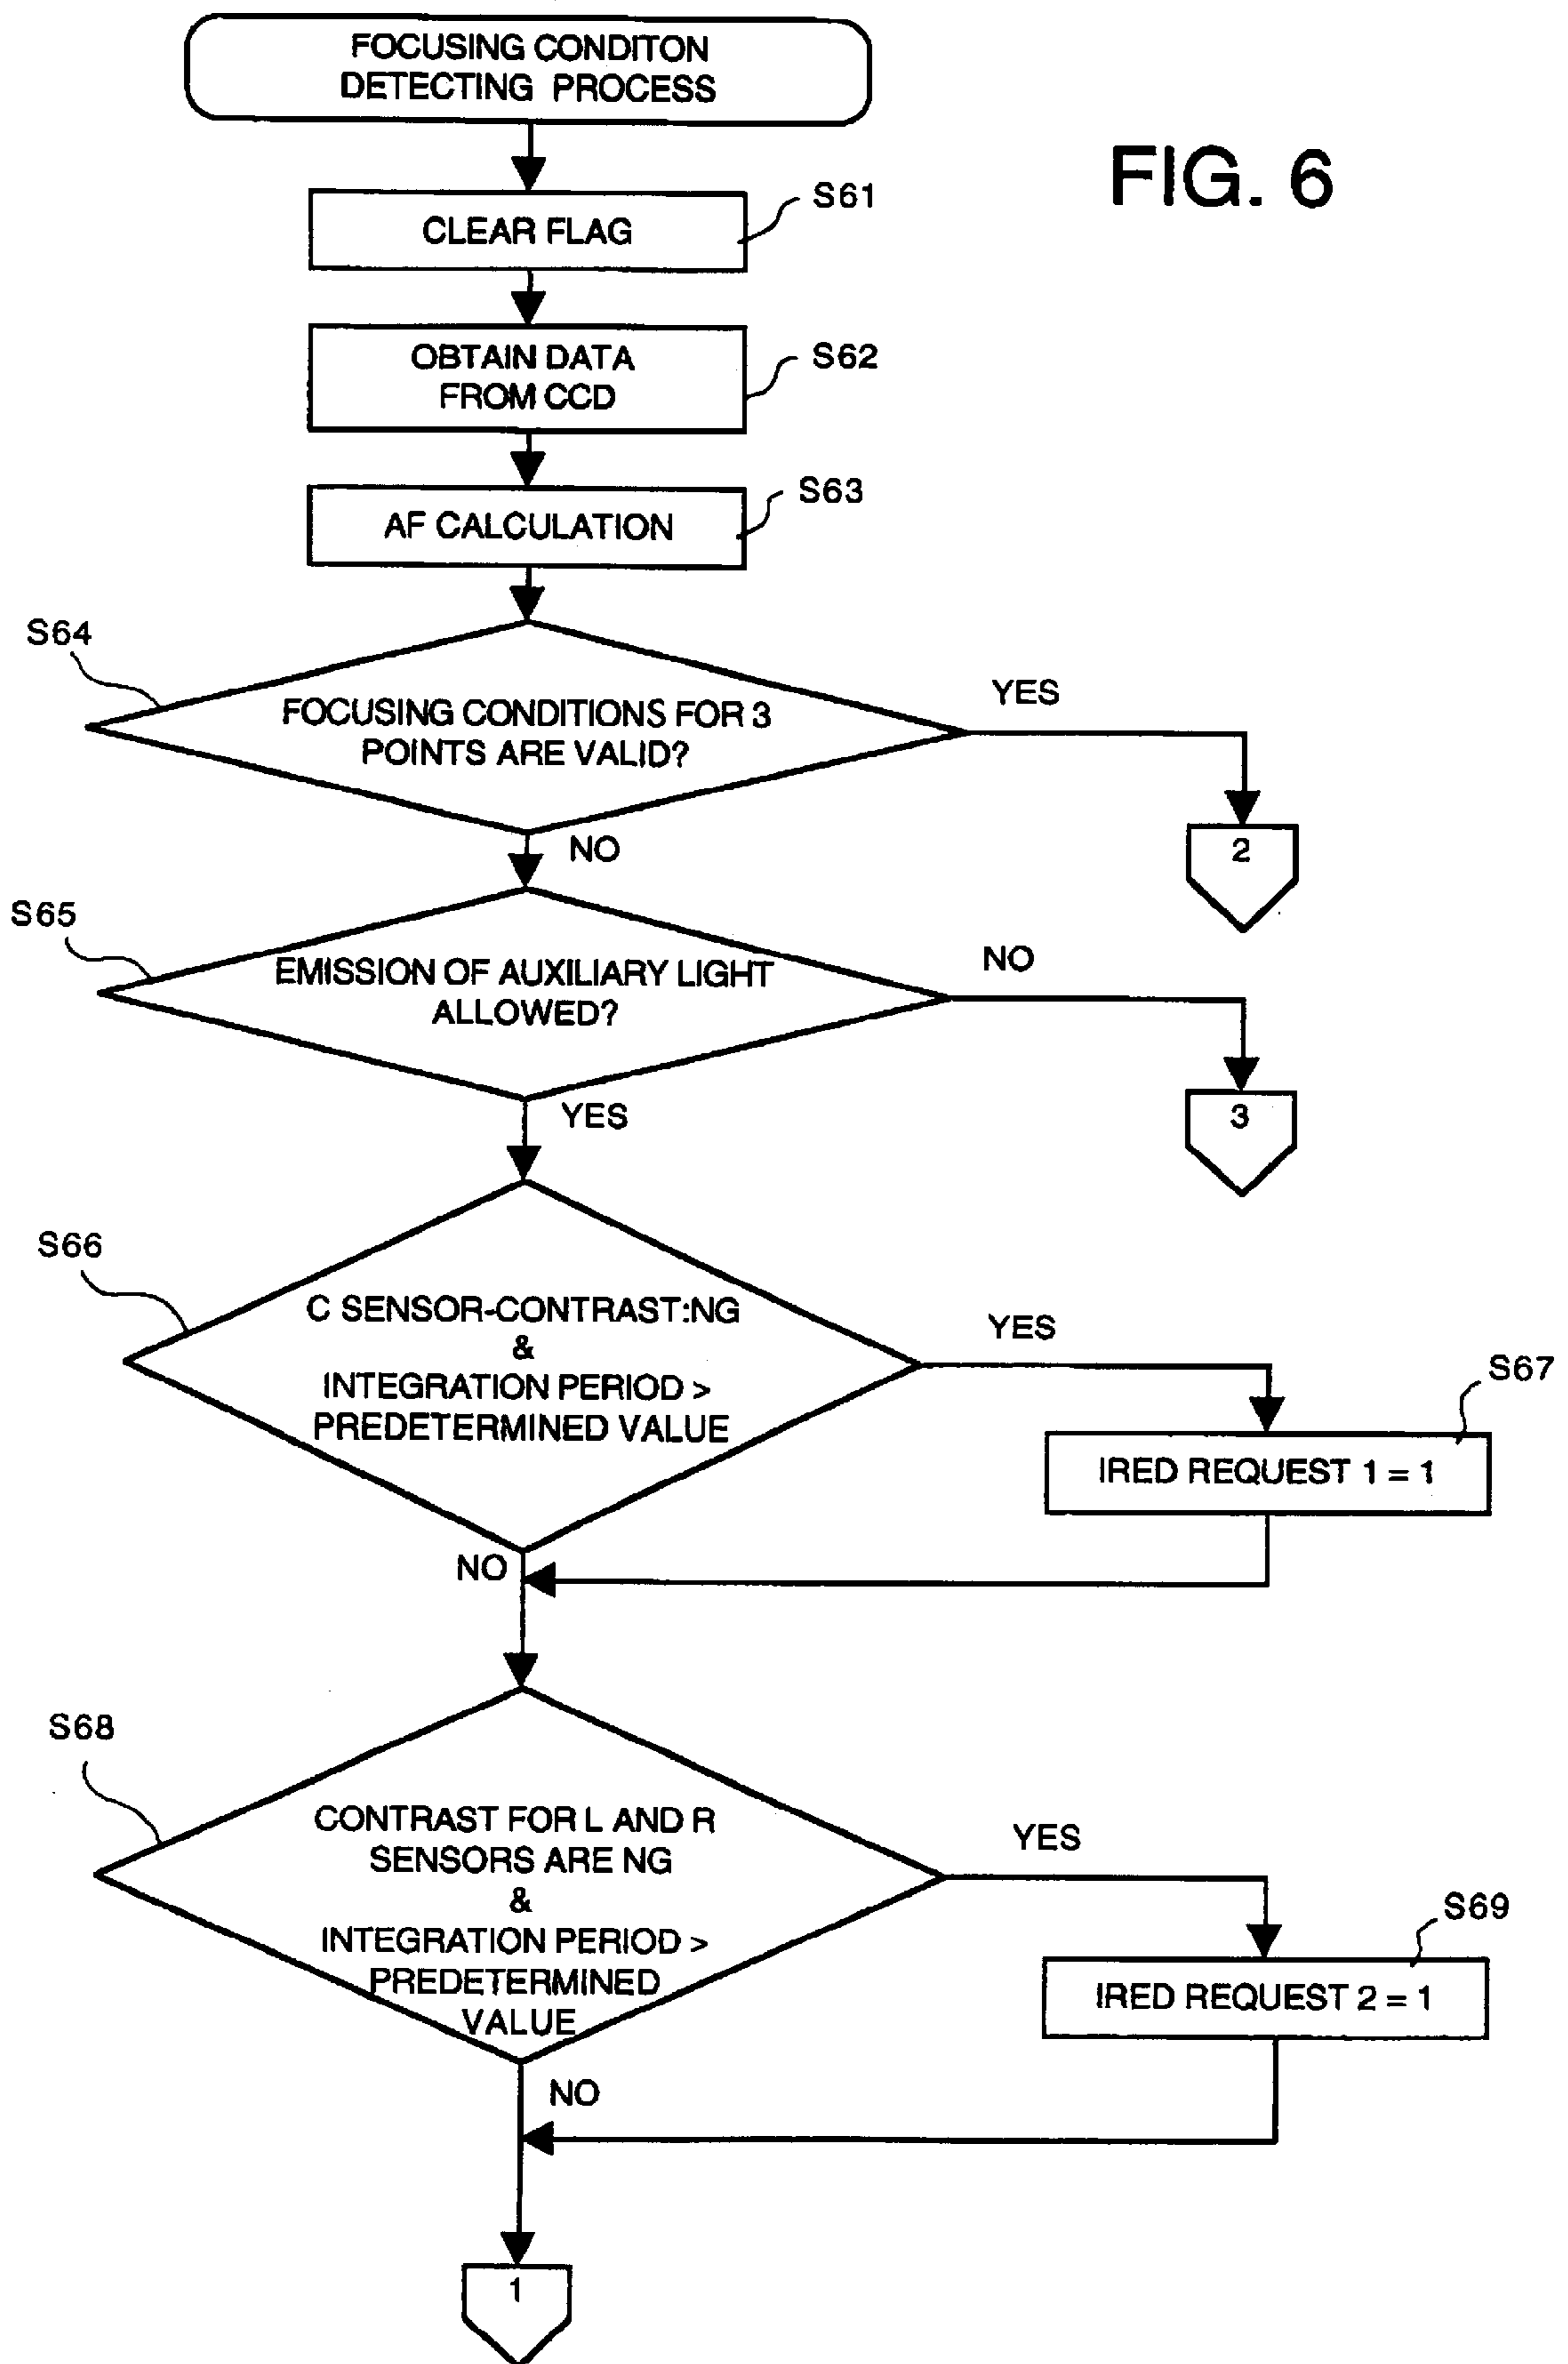 FOCUSING CONDITON
DETECTING PROCESS
FIG. 6
S61
CLEAR FLAG
S62
OBTAIN DATA
FROM CCD
S63
AF CALCULATION
S64
FOCUSING CONDITIONS FOR 3
POINTS ARE VALID?
YES
2
NO
S65
EMISSION OF AUXILIARY LIGHT
ALLOWED?
NO
3
YES
S66
C SENSOR-CONTRAST:NG
&
INTEGRATION PERIOD >
PREDETERMINED VALUE
YES
S67
IRED REQUEST 1 = 1
NO
S68
CONTRAST FOR L AND R
SENSORS ARE NG
&
INTEGRATION PERIOD >
PREDETERMINED
VALUE
YES
S69
IRED REQUEST 2 = 1
NO
1